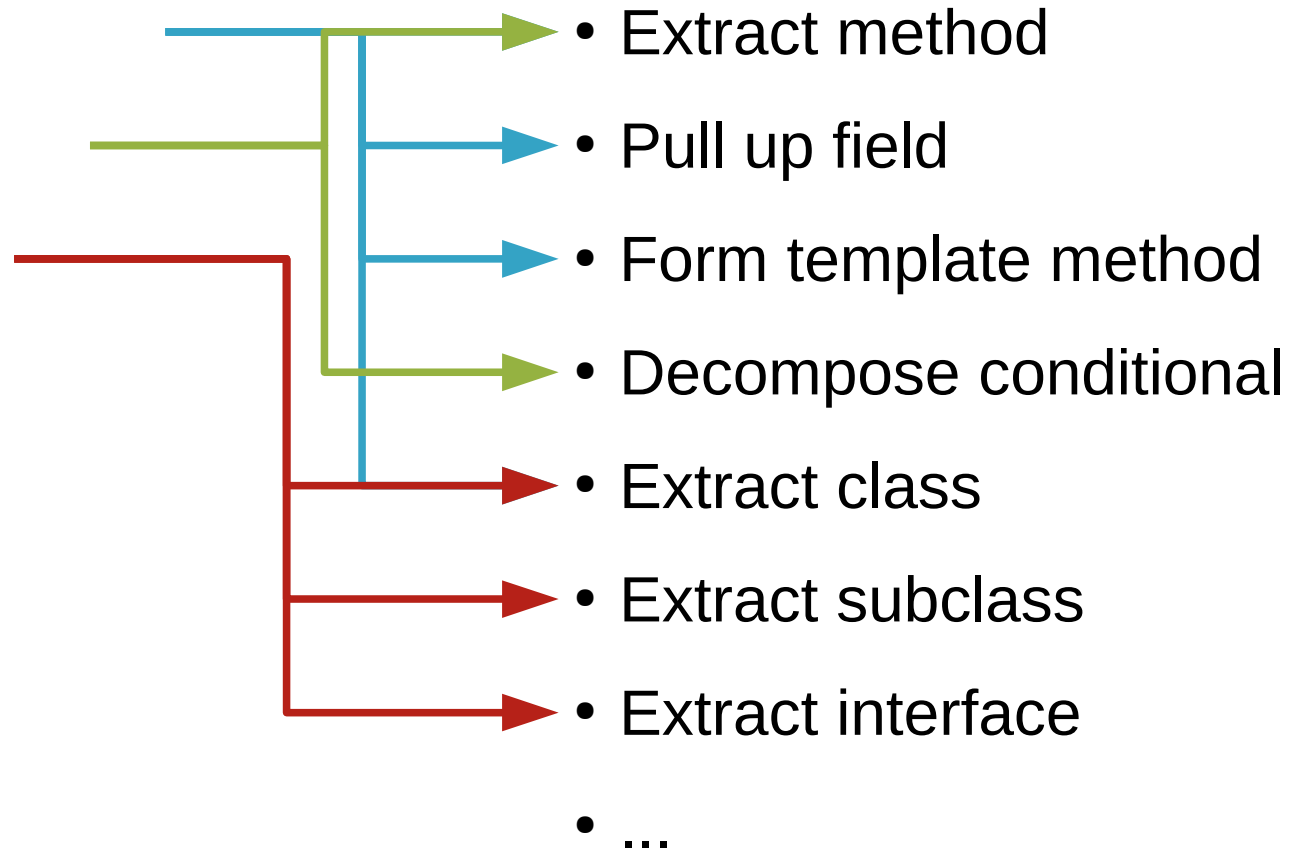 • Extract method
• Pull up field
• Form template method
• Decompose conditional
• Extract class
• Extract subclass
• Extract interface
• ...